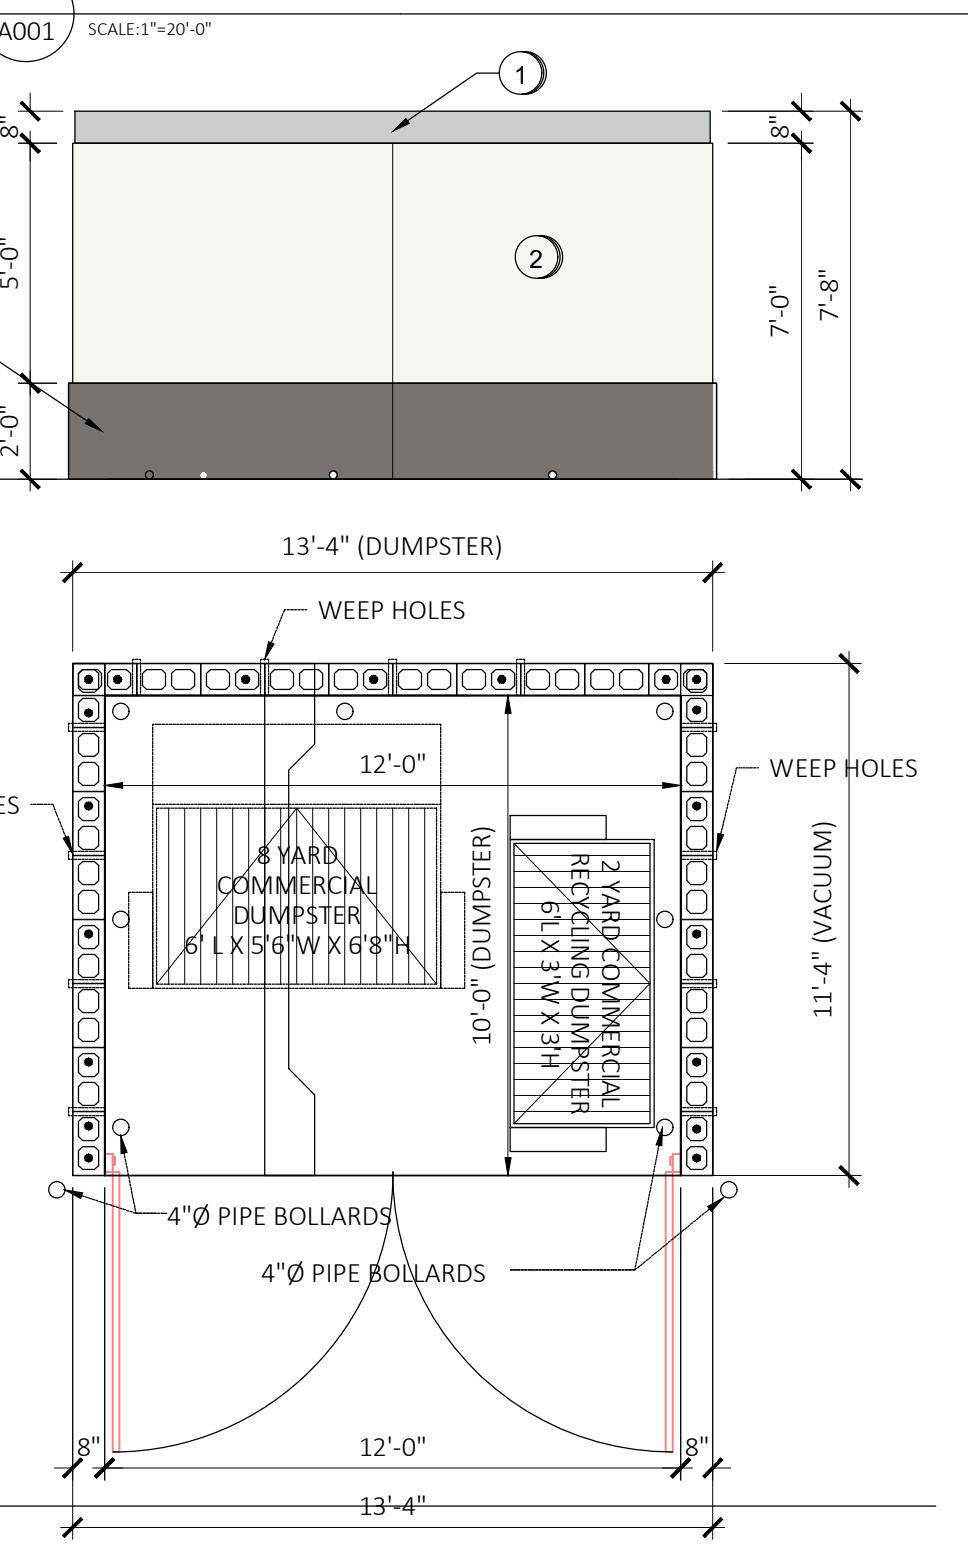 A001
SCALE:1"=20'-0"
1
8"
8"
2
5'-0"
7'-0"
7'-8"
2'-0"
13'-4" (DUMPSTER)
WEEP HOLES
12'-0"
WEEP HOLES
ES
8 YARD
COMMERCIAL
DUMPSTER
6' L X 5'6"W X 6'8"H
10'-0" (DUMPSTER)
2 YARD COMMERCIAL
RECYCLING DUMPSTER
6'L X 3'W X 3'H
11'-4" (VACUUM)
4"Ø PIPE BOLLARDS
4"Ø PIPE BOLLARDS
8"
12'-0"
8"
13'-4"